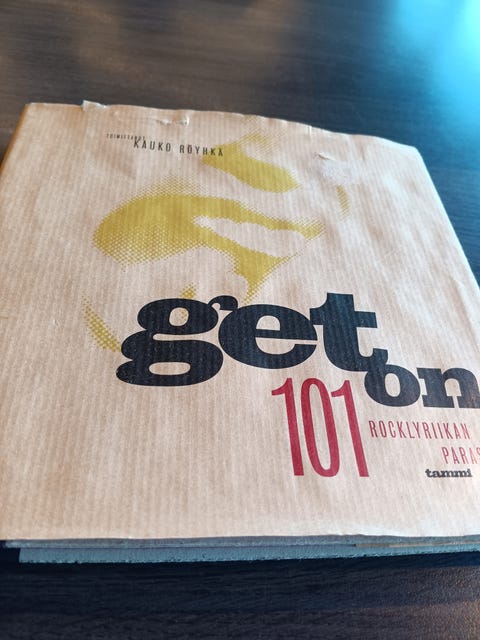 TOIMITTANUT
KAUKO RÖYHKÄ
get
on
101
ROCKLYRIIKAN
PARAS
tammi